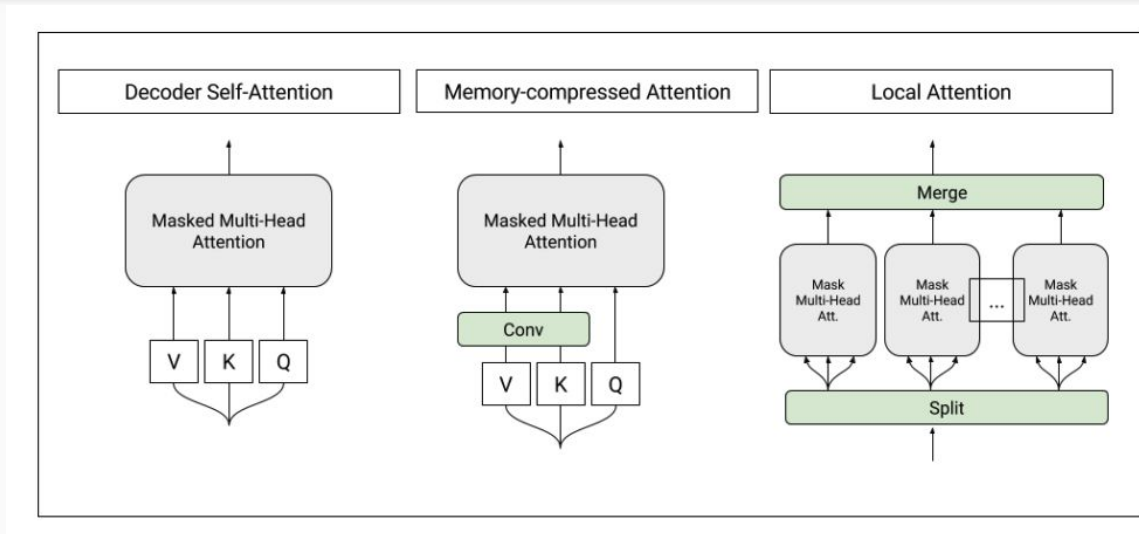 Decoder Self-Attention
Masked Multi-Head
Attention
V K Q
Memory-compressed Attention
Masked Multi-Head
Attention
Conv
V K Q
Local Attention
Merge
Mask
Multi-Head
Att.
Mask
Multi-Head
Att.
...
Mask
Multi-Head
Att.
Split